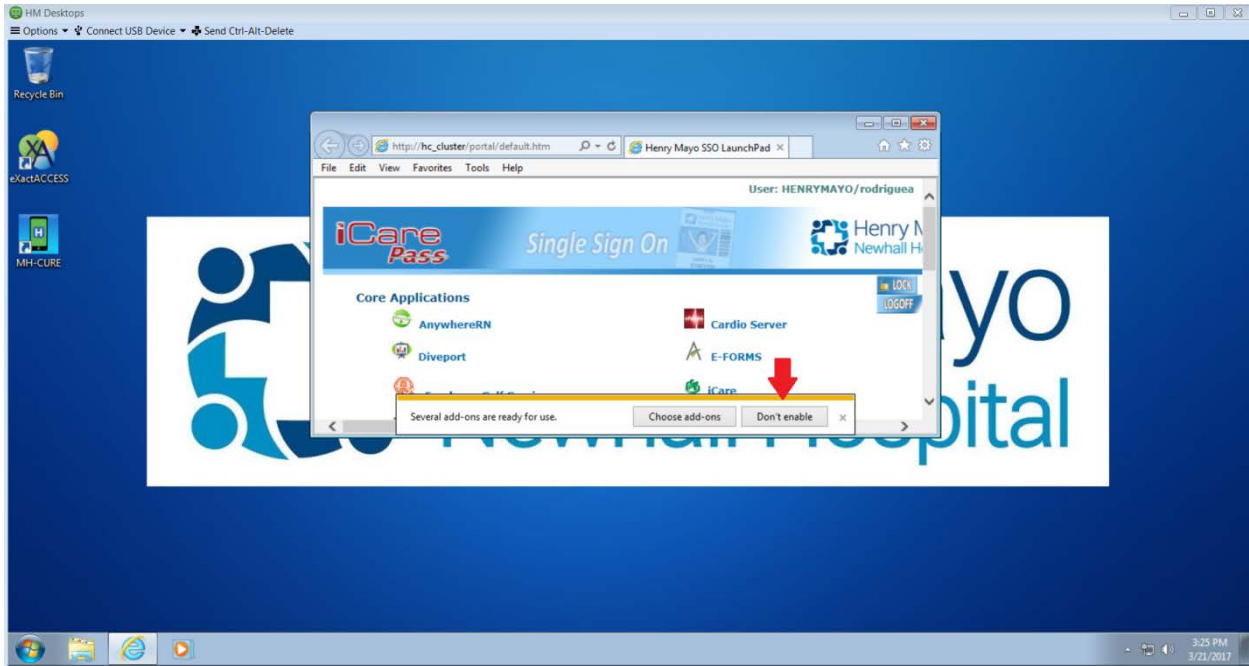 HM Desktops
Options Connect USB Device Send Ctrl-Alt-Delete
Recycle Bin
eXactACCESS
MH-CURE
http://hc_cluster/portal/default.htm Henry Mayo SSO LaunchPad
File Edit View Favorites Tools Help
User: HENRYMAYO/rodriguea
iCare Pass Single Sign On Henry
Newhall
LOCK
LOGOFF
Core Applications
AnywhereRN Cardio Server
Diveport E-FORMS
iCare
Several add-ons are ready for use. Choose add-ons Don't enable
yo
Newhall Hospital
3:25 PM
3/21/2017